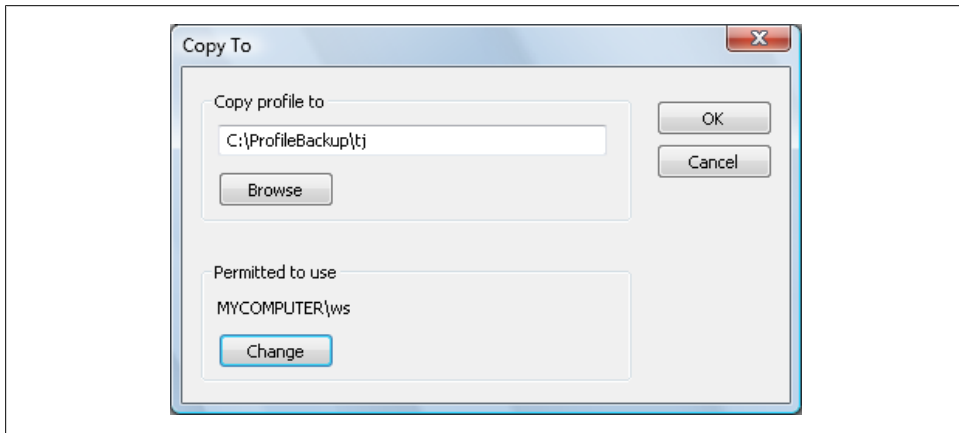 Copy To
Copy profile to
C:\ProfileBackup\tj
Browse
OK
Cancel
Permitted to use
MYCOMPUTER\ws
Change